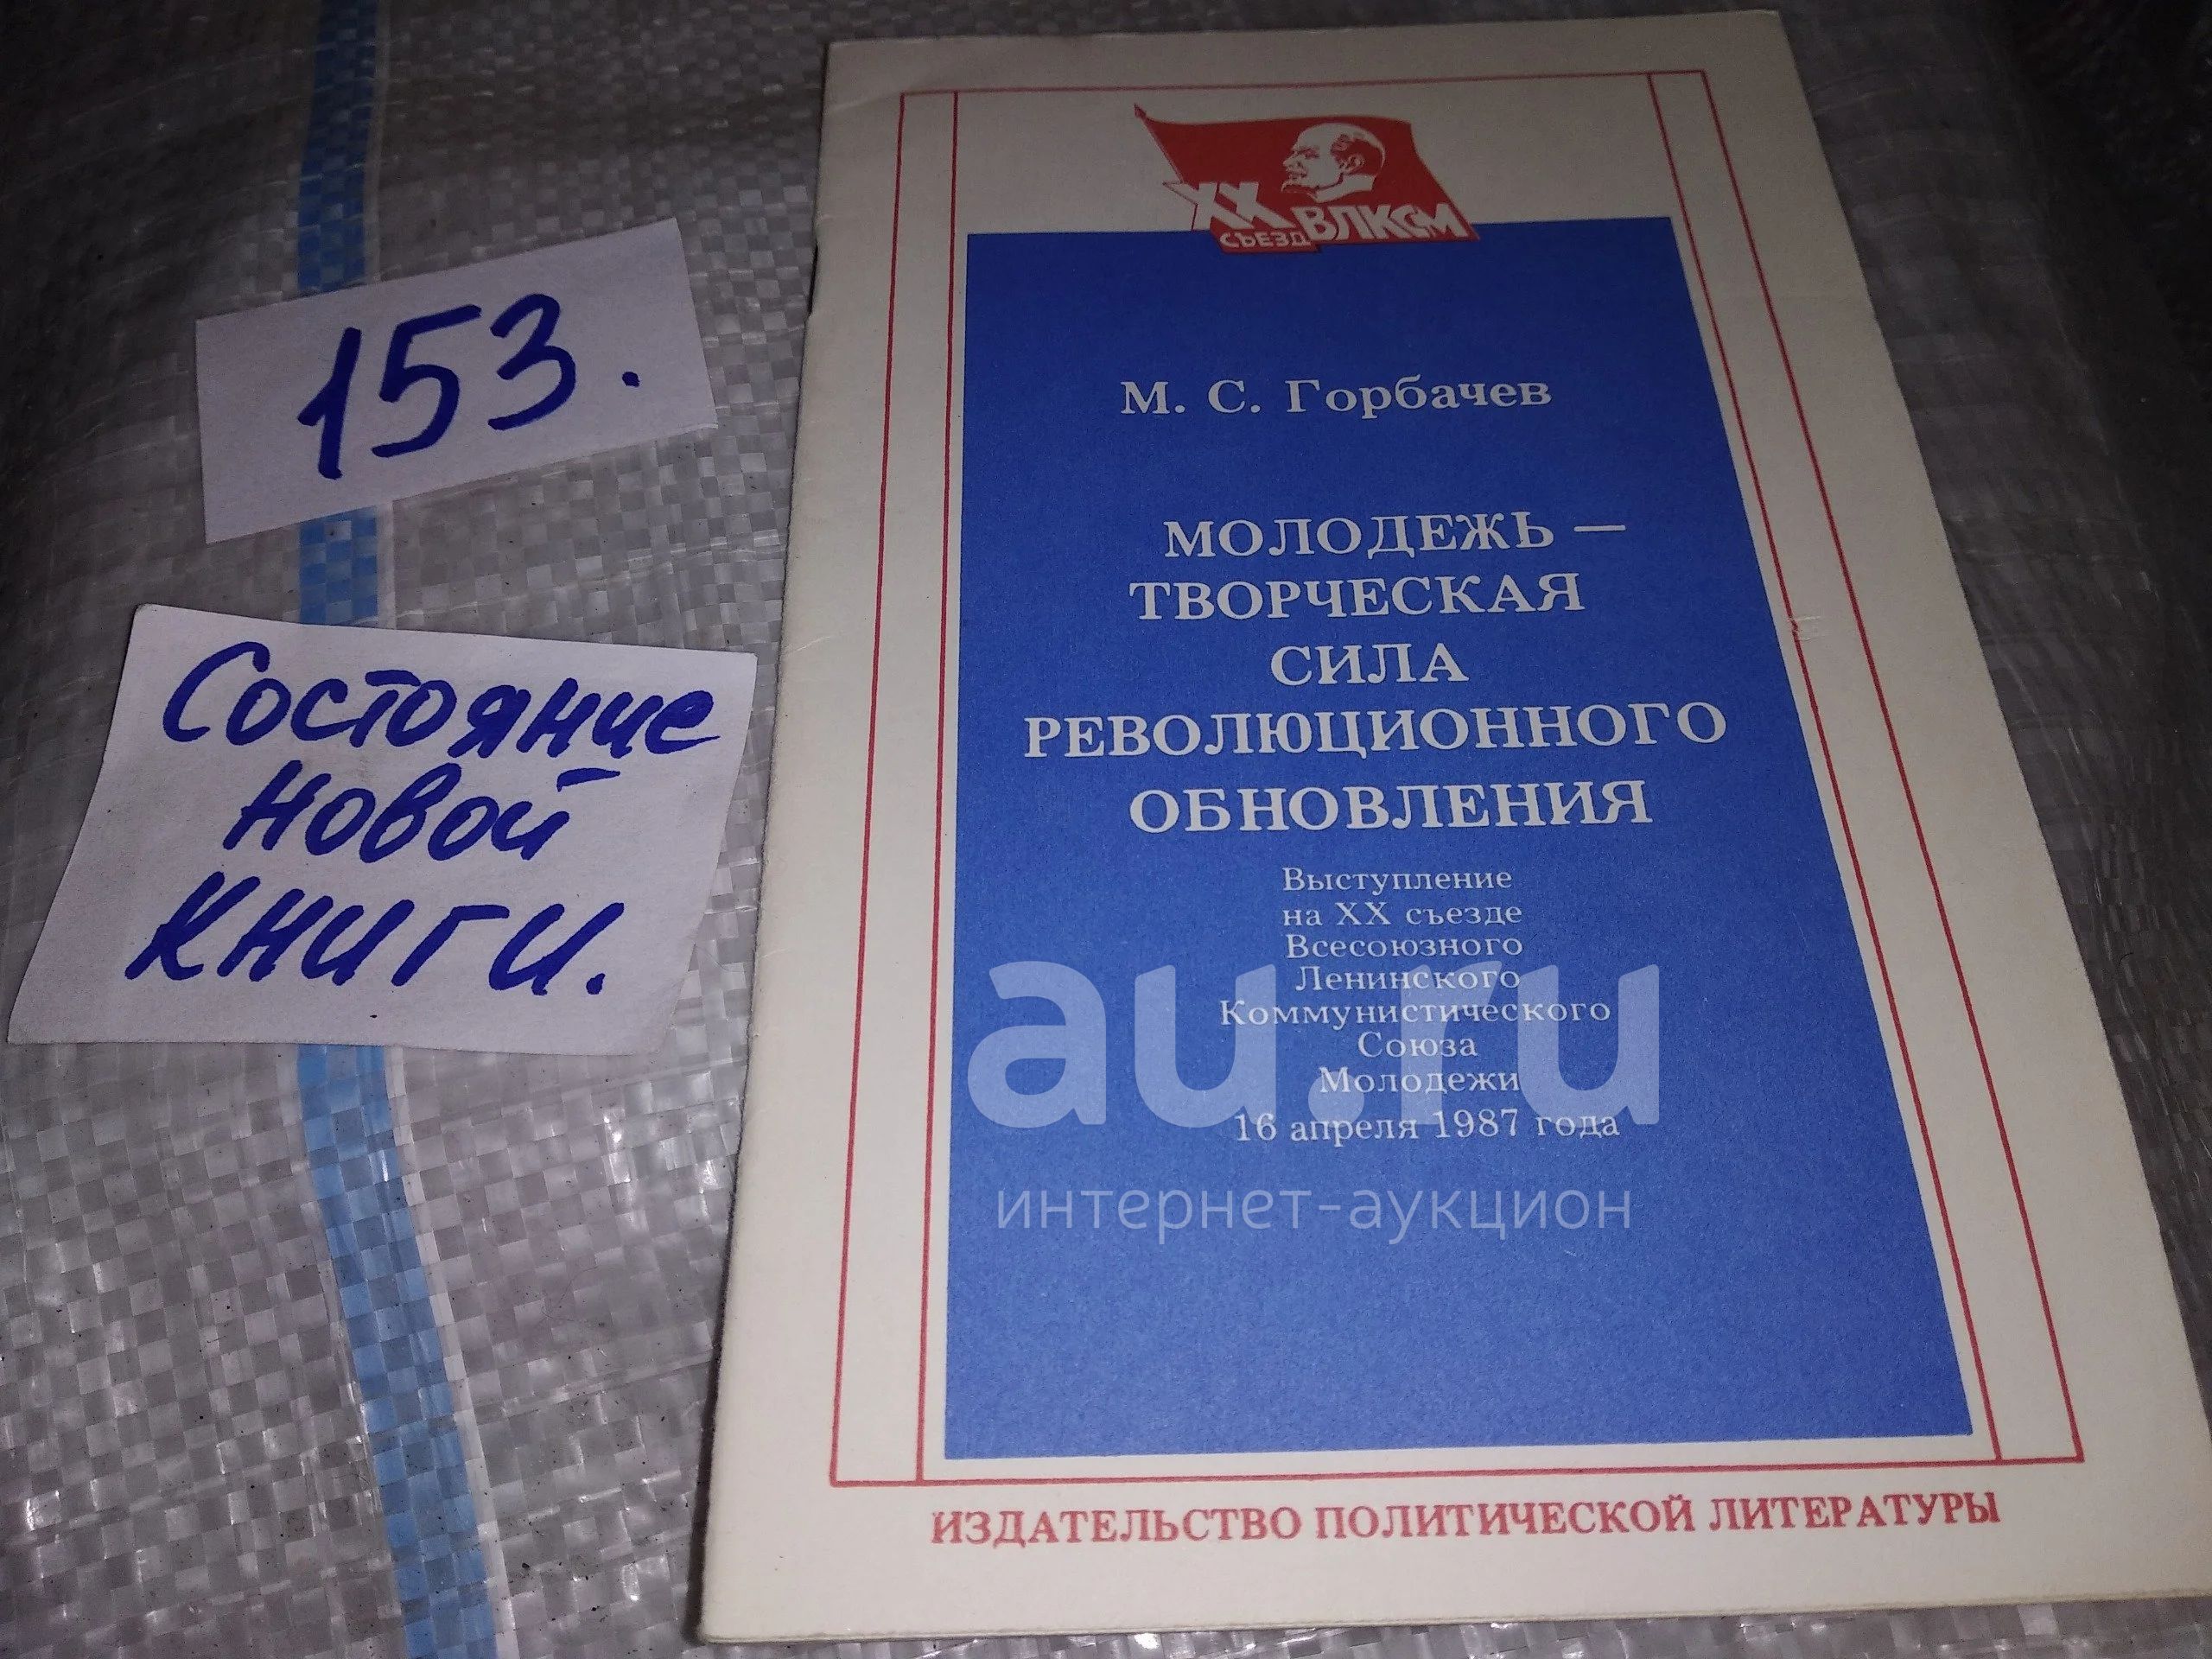 153.
Состояние
новой
книги.
XX
СЪЕЗД ВЛКСМ
М. С. Горбачев
МОЛОДЕЖЬ —
ТВОРЧЕСКАЯ
СИЛА
РЕВОЛЮЦИОННОГО
ОБНОВЛЕНИЯ
Выступление
на XX съезде
Всесоюзного
Ленинского
Коммунистического
Союза
Молодежи
16 апреля 1987 года
au.ru
интернет-аукцион
ИЗДАТЕЛЬСТВО ПОЛИТИЧЕСКОЙ ЛИТЕРАТУРЫ